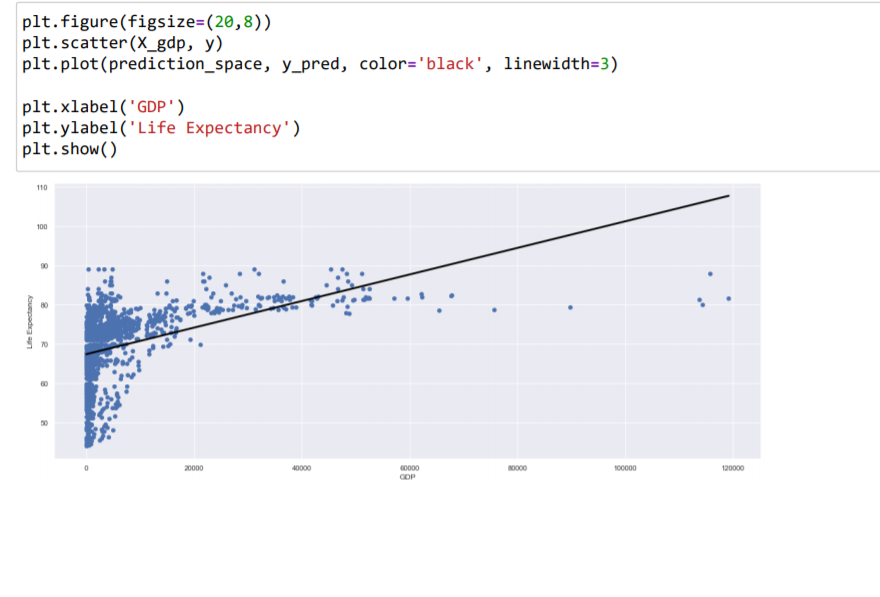 plt.figure(figsize=(20,8))
plt.scatter(X_gdp, y)
plt.plot(prediction_space, y_pred, color='black', linewidth=3)
plt.xlabel('GDP')
plt.ylabel('Life Expectancy')
plt.show()
110
100
90
80
70
60
50
Life Expectancy
0 20000 40000 60000 80000 100000 120000
GDP